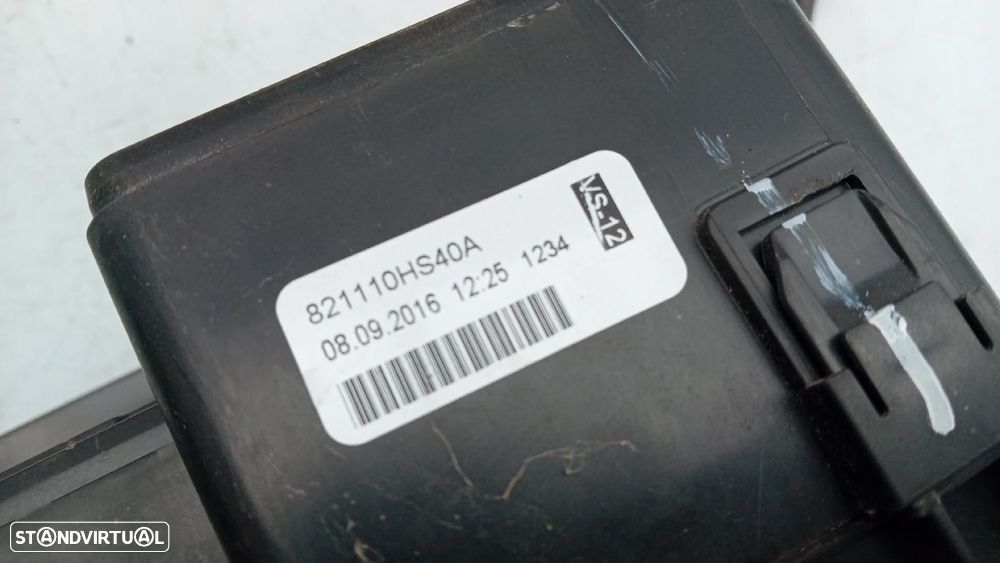 821110HS40A
08.09.2016 12:25 1234
VS-12
STANDVIRTUAL